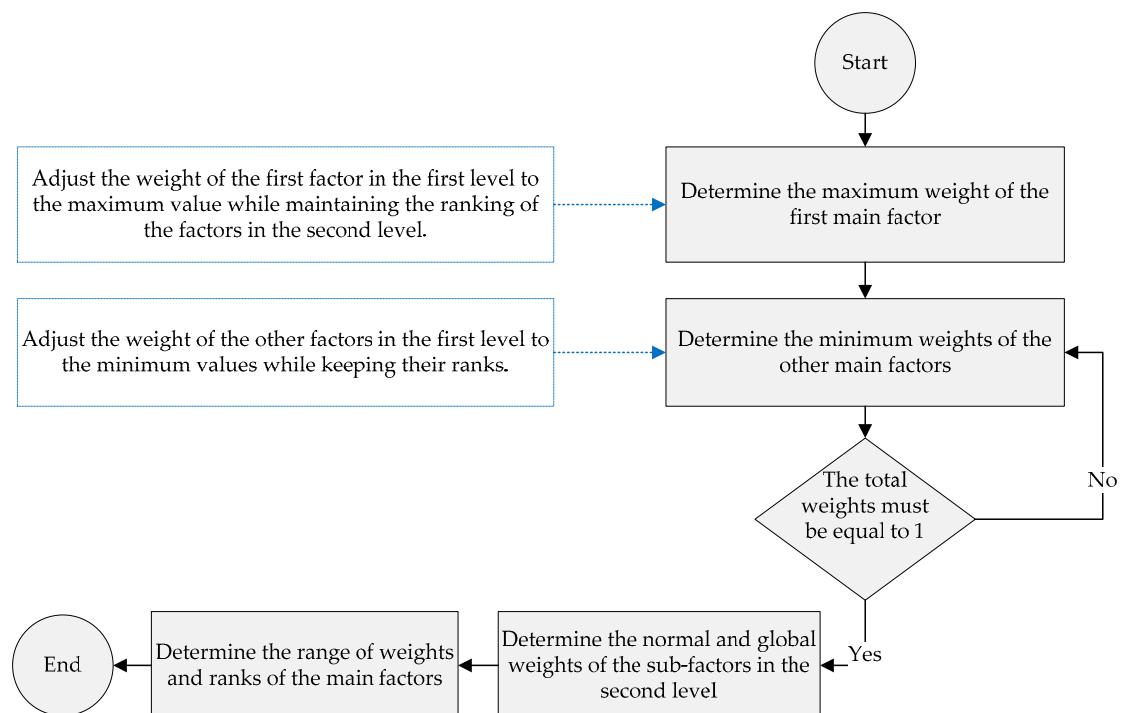 Start
Adjust the weight of the first factor in the first level to
the maximum value while maintaining the ranking of
the factors in the second level.
Determine the maximum weight of the
first main factor
Adjust the weight of the other factors in the first level to
the minimum values while keeping their ranks.
Determine the minimum weights of the
other main factors
The total
weights must
be equal to 1
No
Yes
Determine the normal and global
weights of the sub-factors in the
second level
Determine the range of weights
and ranks of the main factors
End